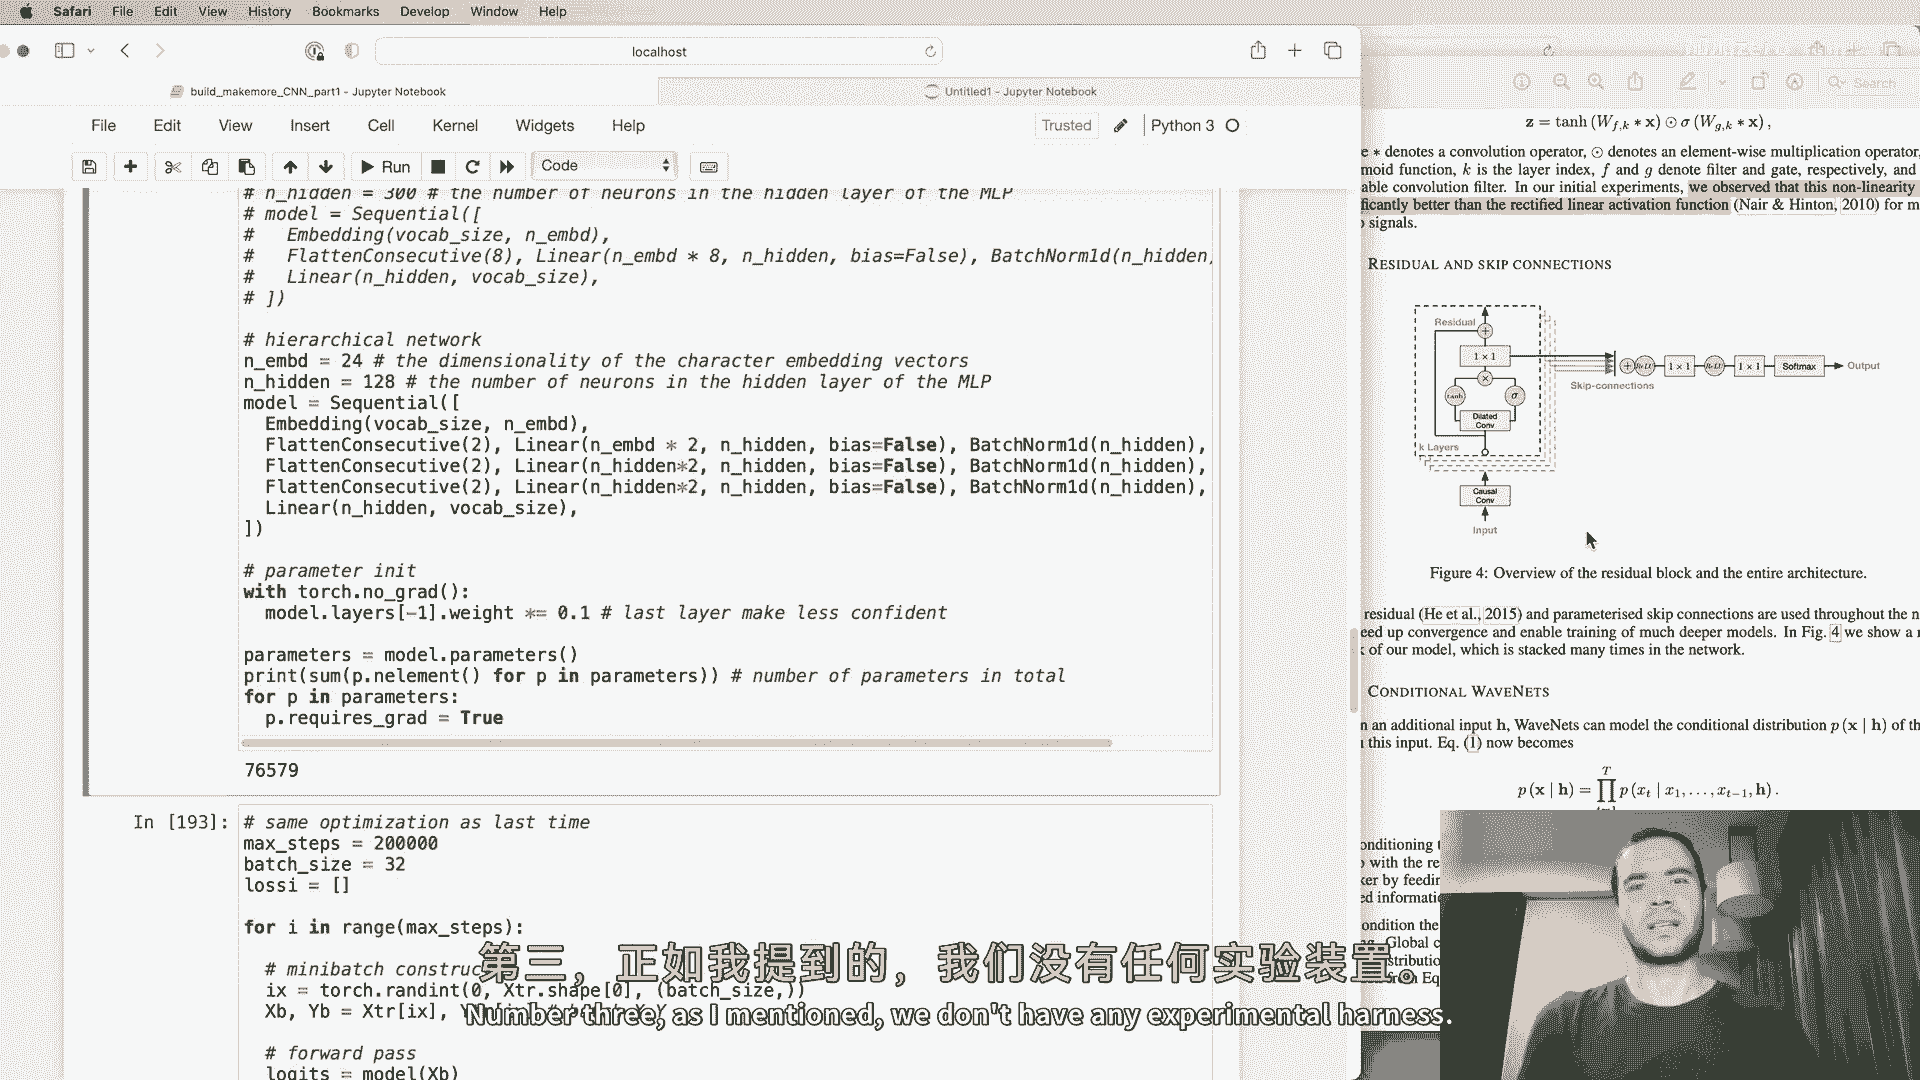 Safari File Edit View History Bookmarks Develop Window Help
localhost
build_makemore_CNN_part1 - Jupyter Notebook
Untitled1 - Jupyter Notebook
File Edit View Insert Cell Kernel Widgets Help
Trusted
Python 3
Run
Code
# n_hidden = 300 # the number of neurons in the hidden layer of the MLP
# model = Sequential([
#   Embedding(vocab_size, n_embd),
#   FlattenConsecutive(8), Linear(n_embd * 8, n_hidden, bias=False), BatchNorm1d(n_hidden)
#   Linear(n_hidden, vocab_size),
# ])
# hierarchical network
n_embd = 24 # the dimensionality of the character embedding vectors
n_hidden = 128 # the number of neurons in the hidden layer of the MLP
model = Sequential([
  Embedding(vocab_size, n_embd),
  FlattenConsecutive(2), Linear(n_embd * 2, n_hidden, bias=False), BatchNorm1d(n_hidden),
  FlattenConsecutive(2), Linear(n_hidden*2, n_hidden, bias=False), BatchNorm1d(n_hidden),
  FlattenConsecutive(2), Linear(n_hidden*2, n_hidden, bias=False), BatchNorm1d(n_hidden),
  Linear(n_hidden, vocab_size),
])
# parameter init
with torch.no_grad():
  model.layers[-1].weight *= 0.1 # last layer make less confident
parameters = model.parameters()
print(sum(p.nelement() for p in parameters)) # number of parameters in total
for p in parameters:
  p.requires_grad = True
76579
In [193]:
# same optimization as last time
max_steps = 200000
batch_size = 32
lossi = []
for i in range(max_steps):
  # minibatch construc
  ix = torch.randint(0, Xtr.shape[0], (batch_size,))
  Xb, Yb = Xtr[ix], Y
  # forward pass
  logits = model(Xb)
Search
z = tanh (W_{f,k} ∗ x) ⊙ σ (W_{g,k} ∗ x) ,
∗ denotes a convolution operator, ⊙ denotes an element-wise multiplication operator,
moid function, k is the layer index, f and g denote filter and gate, respectively, and
able convolution filter. In our initial experiments, we observed that this non-linearity
ficantly better than the rectified linear activation function (Nair & Hinton, 2010) for m
signals.
RESIDUAL AND SKIP CONNECTIONS
Residual
+
1 × 1
×
tanh
σ
Dilated Conv
k Layers
Causal Conv
Input
Skip-connections
+
ReLU
1 × 1
ReLU
1 × 1
Softmax
Output
Figure 4: Overview of the residual block and the entire architecture.
residual (He et al., 2015) and parameterised skip connections are used throughout the n
eed up convergence and enable training of much deeper models. In Fig. 4 we show a
of our model, which is stacked many times in the network.
CONDITIONAL WAVENETS
n an additional input h, WaveNets can model the conditional distribution p (x | h) of th
this input. Eq. (1) now becomes
p (x | h) = ∏ p (x_t | x_1, . . . , x_{t−1}, h) .
T
onditioning
with the re
ker by feedin
ed informati
ondition the
Global c
stribution
Eq
第三，正如我提到的，我们没有任何实验装置。
Number three, as I mentioned, we don't have any experimental harness.